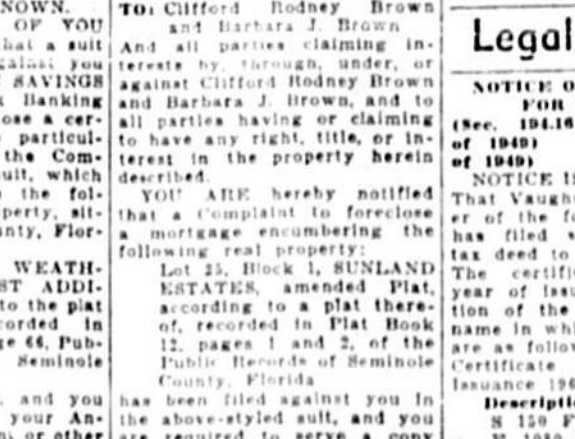 NOWN.
OF YOU
hat a suit
gainst you
SAVINGS
Banking
ose a cer-
particul-
the Com-
uit, which
the fol-
perty, sit-
nty, Flor-
WEATH-
ST ADDI-
to the plat
corded in
ge 66, Pub-
Seminole
, and you
your An-
or other
TO: Clifford Rodney Brown
and Barbara J. Brown
And all parties claiming in-
terests by, through, under, or
against Clifford Rodney Brown
and Barbara J. Brown, and to
all parties having or claiming
to have any right, title, or in-
terest in the property herein
described.
YOU ARE hereby notified
that a Complaint to foreclose
a mortgage encumbering the
following real property:
Lot 25, Block 1, SUNLAND
ESTATES, amended Plat,
according to a plat there-
of, recorded in Plat Book
12, pages 1 and 2, of the
Public Records of Seminole
County, Florida
has been filed against you in
the above-styled suit, and you
are required to serve a copy
Legal
NOTICE O
FOR
(Sec. 194.16
of 1949)
of 1949)
NOTICE IS
That Vaugh
er of the fo
has filed
tax deed to
The certifi
year of issu
tion of the
name in whi
are as follow
Certificate
Issuance 196
Descripti
S 150 F